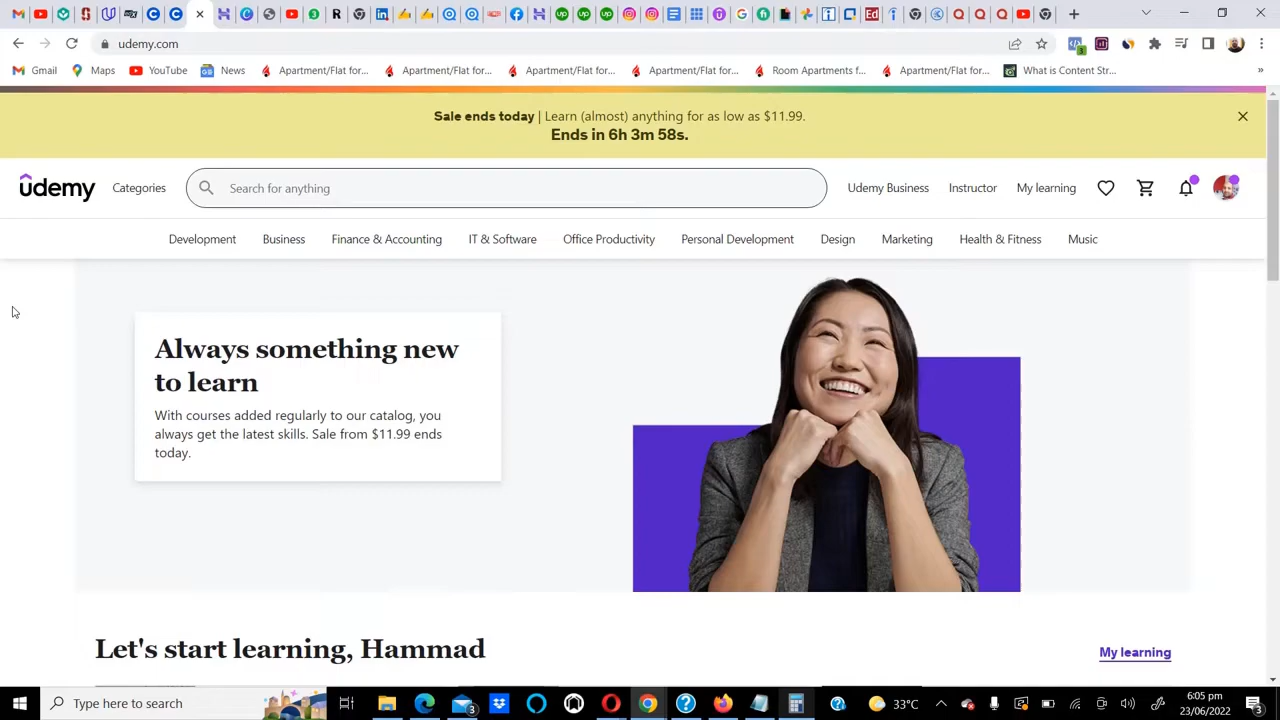 udemy.com
Gmail
Maps
YouTube
News
Apartment/Flat for...
Apartment/Flat for...
Apartment/Flat for...
Apartment/Flat for...
Room Apartments f...
Apartment/Flat for...
What is Content Str...
»
Sale ends today | Learn (almost) anything for as low as $11.99.
Ends in 6h 3m 58s.
ûdemy
Categories
Search for anything
Udemy Business
Instructor
My learning
Development
Business
Finance & Accounting
IT & Software
Office Productivity
Personal Development
Design
Marketing
Health & Fitness
Music
Always something new
to learn
With courses added regularly to our catalog, you
always get the latest skills. Sale from $11.99 ends
today.
Let's start learning, Hammad
My learning
Type here to search
3
33°C
6:05 pm
23/06/2022
3